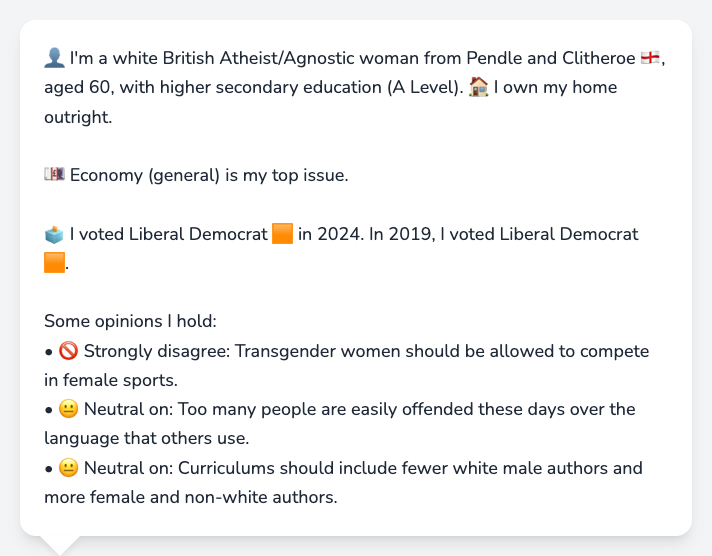 👤 I'm a white British Atheist/Agnostic woman from Pendle and Clitheroe 🏴󠁧󠁢󠁥󠁮󠁧󠁿,
aged 60, with higher secondary education (A Level). 🏠 I own my home
outright.
💷 Economy (general) is my top issue.
🗳️ I voted Liberal Democrat 🟧 in 2024. In 2019, I voted Liberal Democrat
🟧.
Some opinions I hold:
• 🚫 Strongly disagree: Transgender women should be allowed to compete
in female sports.
• 😐 Neutral on: Too many people are easily offended these days over the
language that others use.
• 😐 Neutral on: Curriculums should include fewer white male authors and
more female and non-white authors.